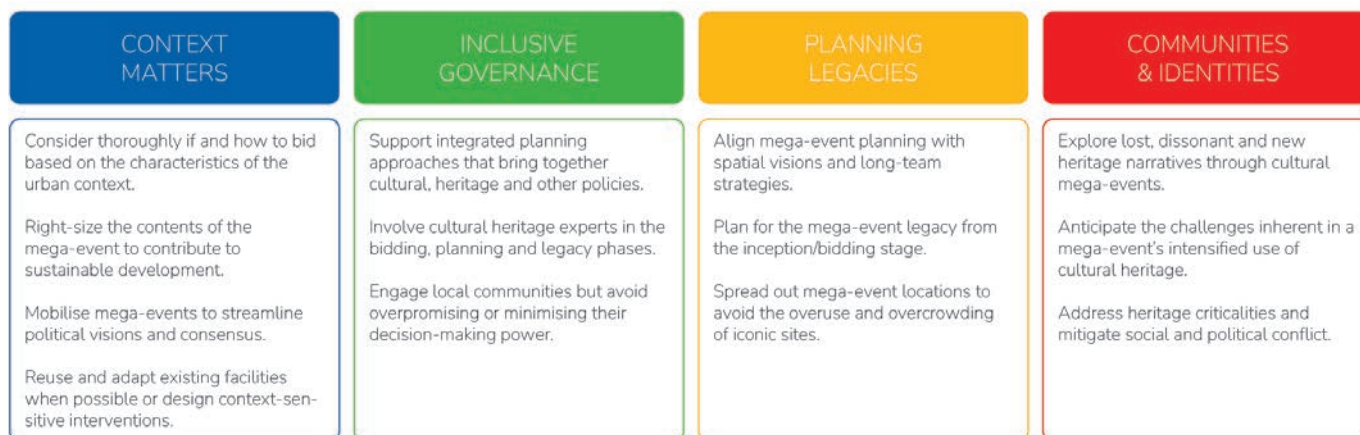 CONTEXT
MATTERS
Consider thoroughly if and how to bid
based on the characteristics of the
urban context.
Right-size the contents of the
mega-event to contribute to
sustainable development.
Mobilise mega-events to streamline
political visions and consensus.
Reuse and adapt existing facilities
when possible or design context-sen-
sitive interventions.
INCLUSIVE
GOVERNANCE
Support integrated planning
approaches that bring together
cultural, heritage and other policies.
Involve cultural heritage experts in the
bidding, planning and legacy phases.
Engage local communities but avoid
overpromising or minimising their
decision-making power.
PLANNING
LEGACIES
Align mega-event planning with
spatial visions and long-team
strategies.
Plan for the mega-event legacy from
the inception/bidding stage.
Spread out mega-event locations to
avoid the overuse and overcrowding
of iconic sites.
COMMUNITIES
& IDENTITIES
Explore lost, dissonant and new
heritage narratives through cultural
mega-events.
Anticipate the challenges inherent in a
mega-event's intensified use of
cultural heritage.
Address heritage criticalities and
mitigate social and political conflict.